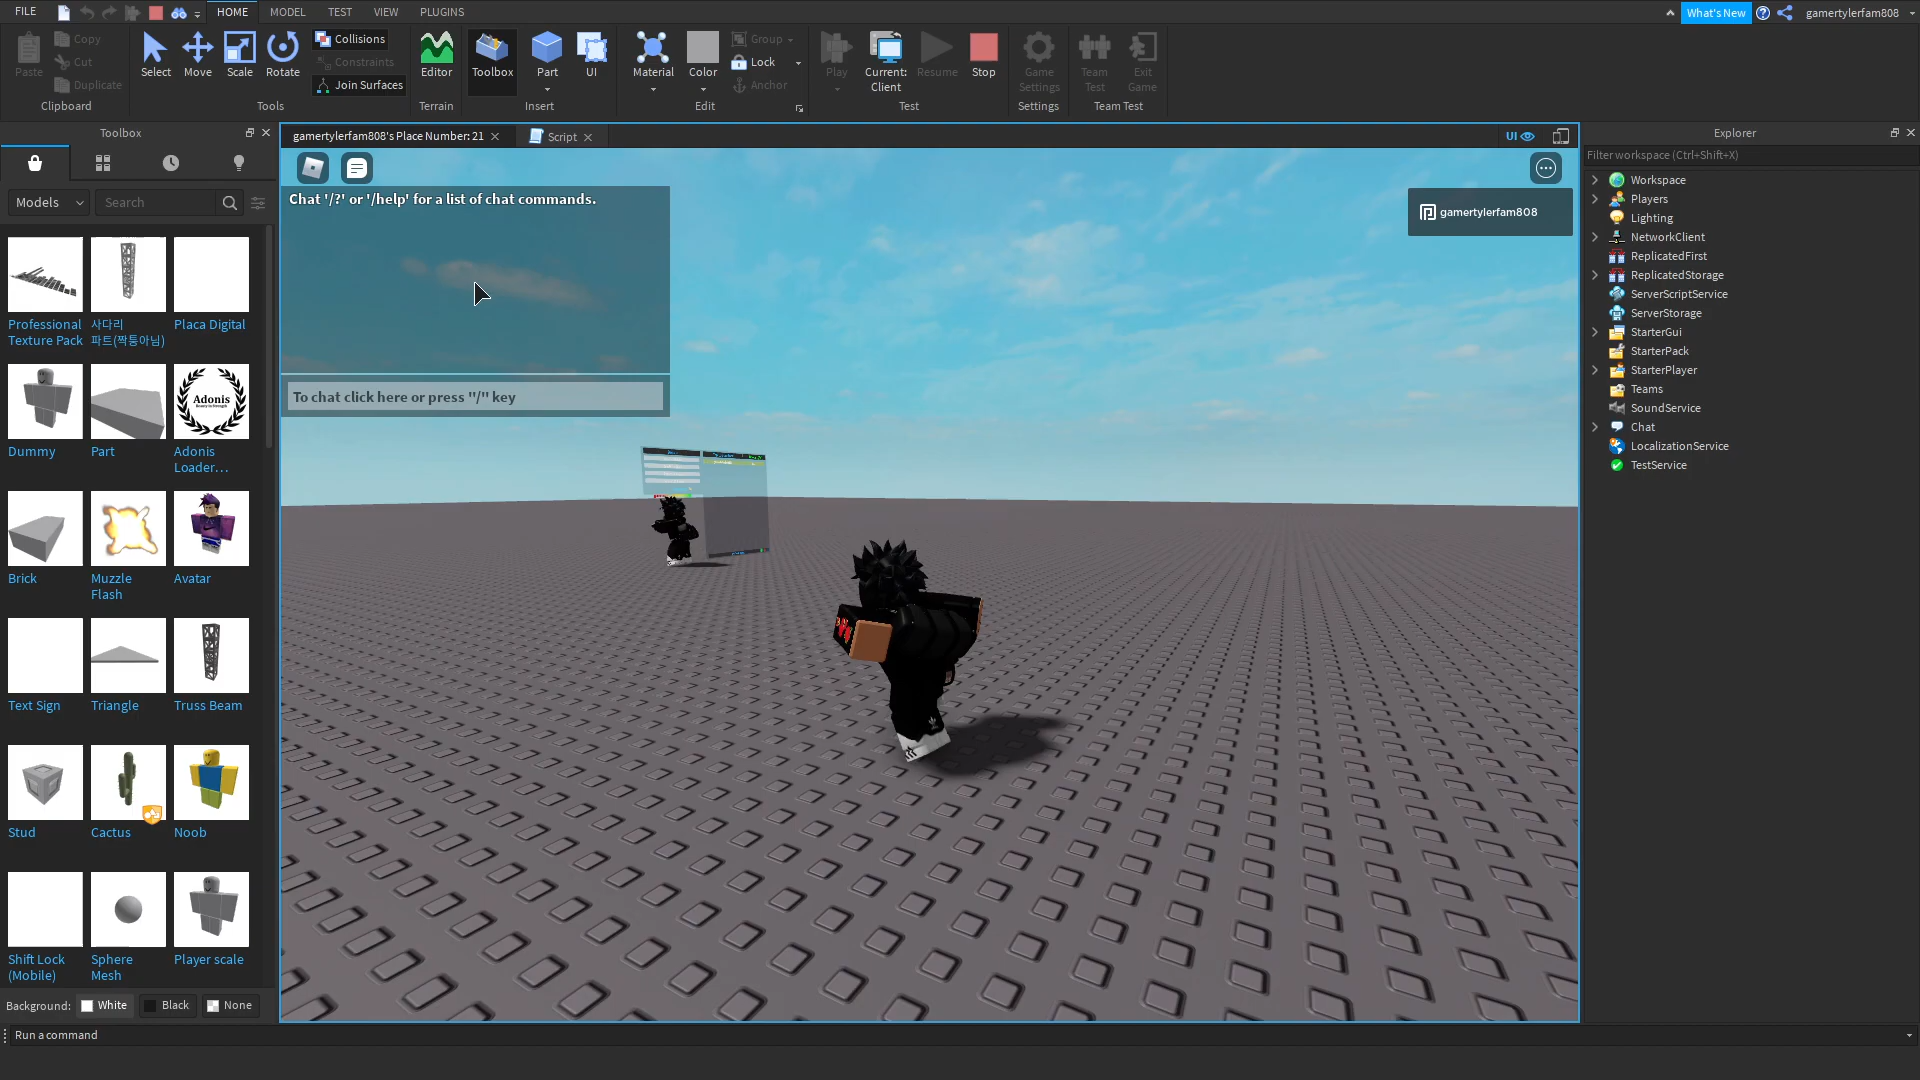 FILE
HOME
MODEL
TEST
VIEW
PLUGINS
What's New
gamertylerfam808
Paste
Copy
Cut
Duplicate
Clipboard
Select
Move
Scale
Rotate
Collisions
Constraints
Join Surfaces
Tools
Editor
Terrain
Toolbox
Part
UI
Insert
Material
Color
Group
Lock
Anchor
Edit
Play
Current:
Client
Resume
Stop
Test
Game
Settings
Settings
Team
Test
Exit
Game
Team Test
Toolbox
Models
Search
Professional
Texture Pack
사다리
파트(짝퉁아님)
Placa Digital
Dummy
Part
Adonis
Adonis
Loader...
Brick
Muzzle
Flash
Avatar
Text Sign
Triangle
Truss Beam
Stud
Cactus
Noob
Shift Lock
(Mobile)
Sphere
Mesh
Player scale
Background:
White
Black
None
Run a command
gamertylerfam808's Place Number: 21
Script
UI
Chat '/?' or '/help' for a list of chat commands.
To chat click here or press "/" key
gamertylerfam808
Explorer
Filter workspace (Ctrl+Shift+X)
Workspace
Players
Lighting
NetworkClient
ReplicatedFirst
ReplicatedStorage
ServerScriptService
ServerStorage
StarterGui
StarterPack
StarterPlayer
Teams
SoundService
Chat
LocalizationService
TestService